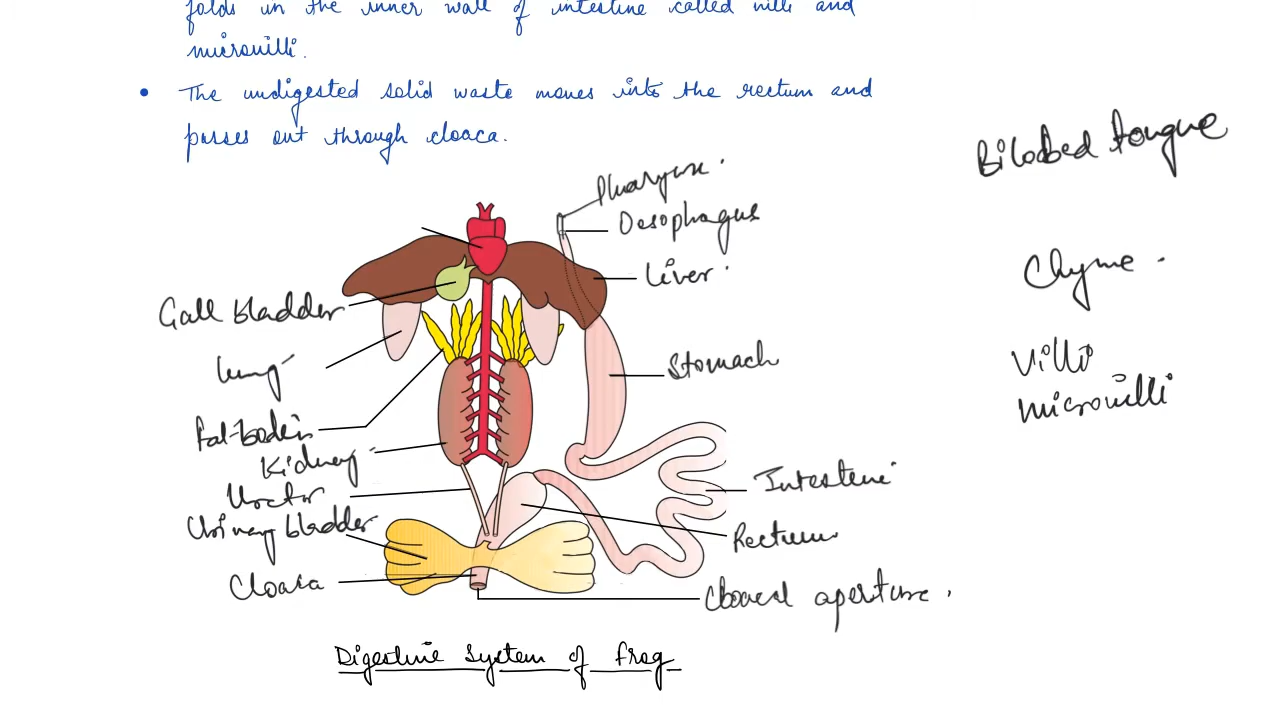 folds in the inner wall of intestine called villi and
microvilli.
• The undigested solid waste moves into the rectum and
passes out through cloaca.
Bilobed tongue
Pharynx.
Oesophagus
Liver.
Chyme.
Gall bladder
Lung
Stomach
Villi
microvilli
Fat-bodies
Kidney
Ureter
Intestine
Urinary bladder
Rectum
Cloaca
Cloacal aperture.
Digestive System of frog